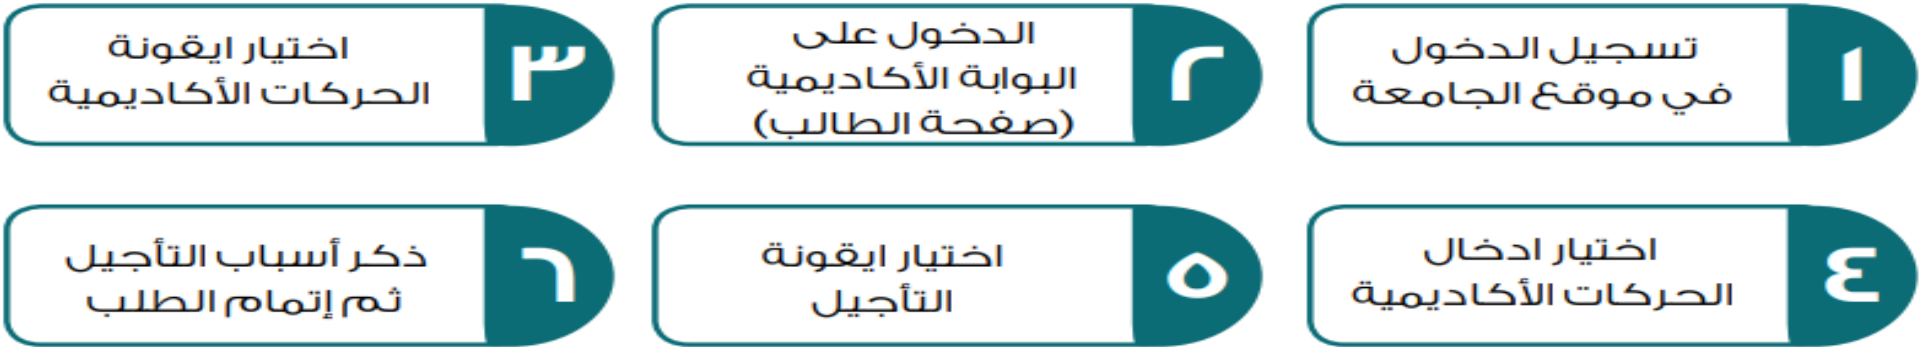 ١
تسجيل الدخول
في موقع الجامعة
٢
الدخول على
البوابة الأكاديمية
(صفحة الطالب)
٣
اختيار ايقونة
الحركات الأكاديمية
٤
اختيار ادخال
الحركات الأكاديمية
٥
اختيار ايقونة
التأجيل
٦
ذكر أسباب التأجيل
ثم إتمام الطلب